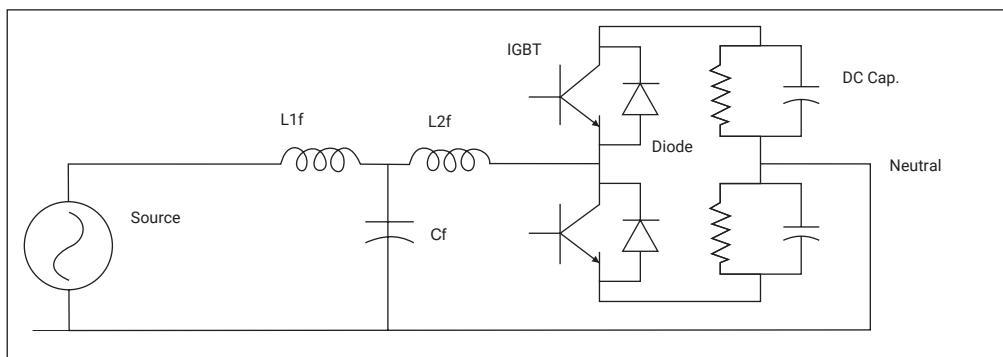 IGBT
DC Cap.
L1f
L2f
Diode
Neutral
Source
Cf